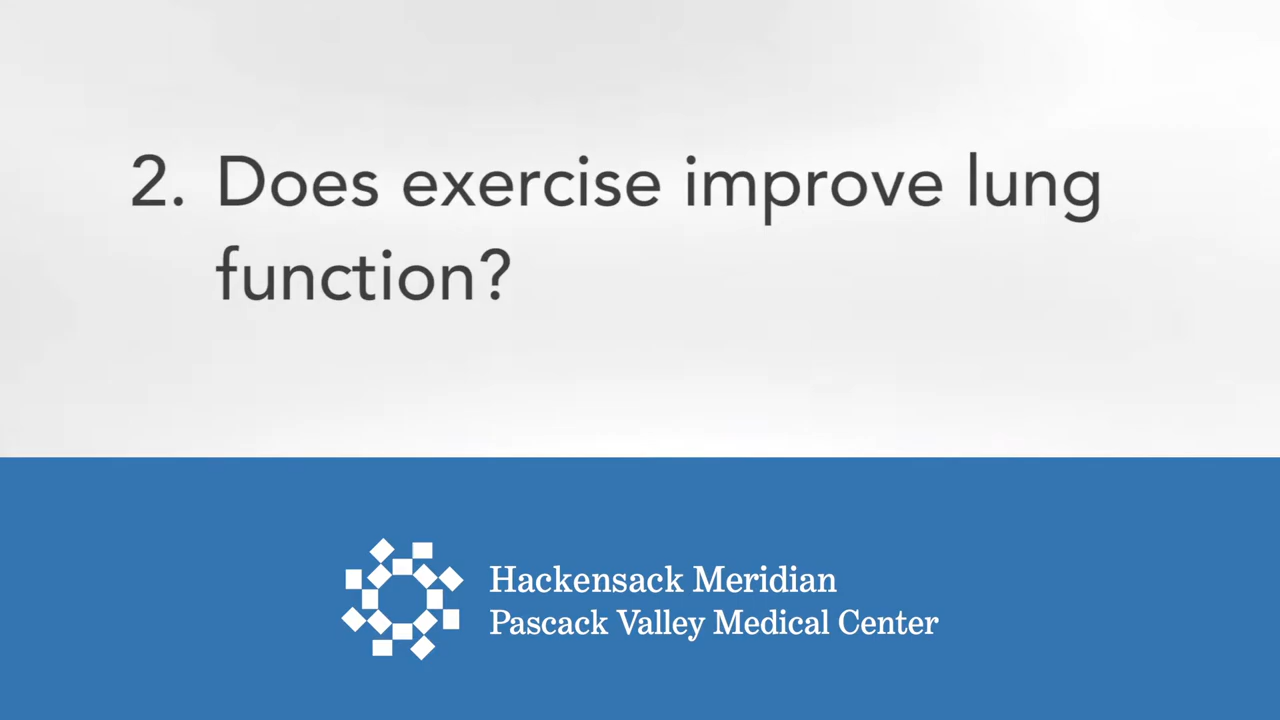 2. Does exercise improve lung
function?
Hackensack Meridian
Pascack Valley Medical Center